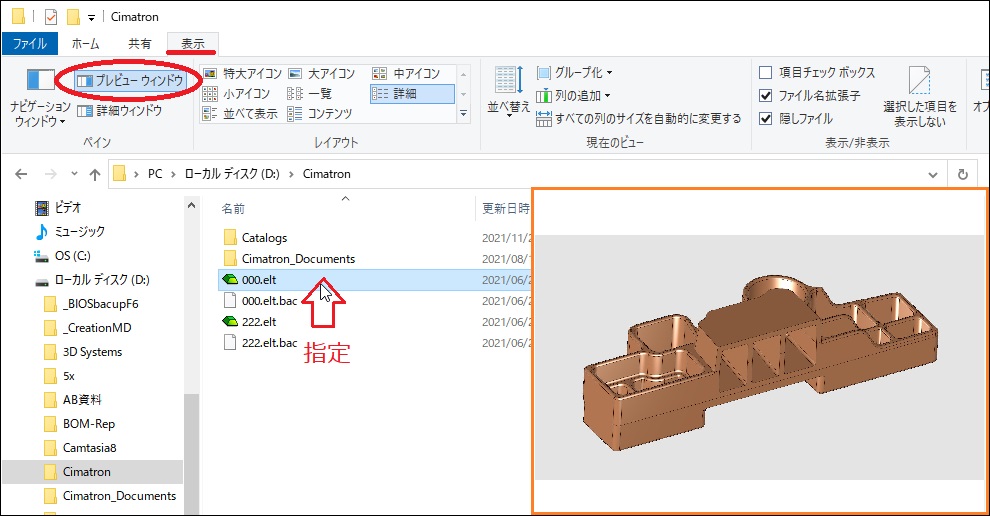 Cimatron
ファイル ホーム 共有 表示
ナビゲーション
ウィンドウ
プレビュー ウィンドウ
詳細ウィンドウ
ペイン
特大アイコン 大アイコン 中アイコン
小アイコン 一覧 詳細
並べて表示 コンテンツ
レイアウト
並べ替え
グループ化
列の追加
すべての列のサイズを自動的に変更する
現在のビュー
項目チェック ボックス
ファイル名拡張子
隠しファイル
選択した項目を
表示しない
表示/非表示
オプ
PC ローカル ディスク (D:) Cimatron
ビデオ
ミュージック
OS (C:)
ローカル ディスク (D:)
_BIOSbacupF6
_CreationMD
3D Systems
5x
AB資料
BOM-Rep
Camtasia8
Cimatron
Cimatron_Documents
名前 更新日時
Catalogs 2021/11/2
Cimatron_Documents 2021/08/1
000.elt 2021/06/2
000.elt.bac 2021/06/2
222.elt 2021/06/2
222.elt.bac 2021/06/2
指定